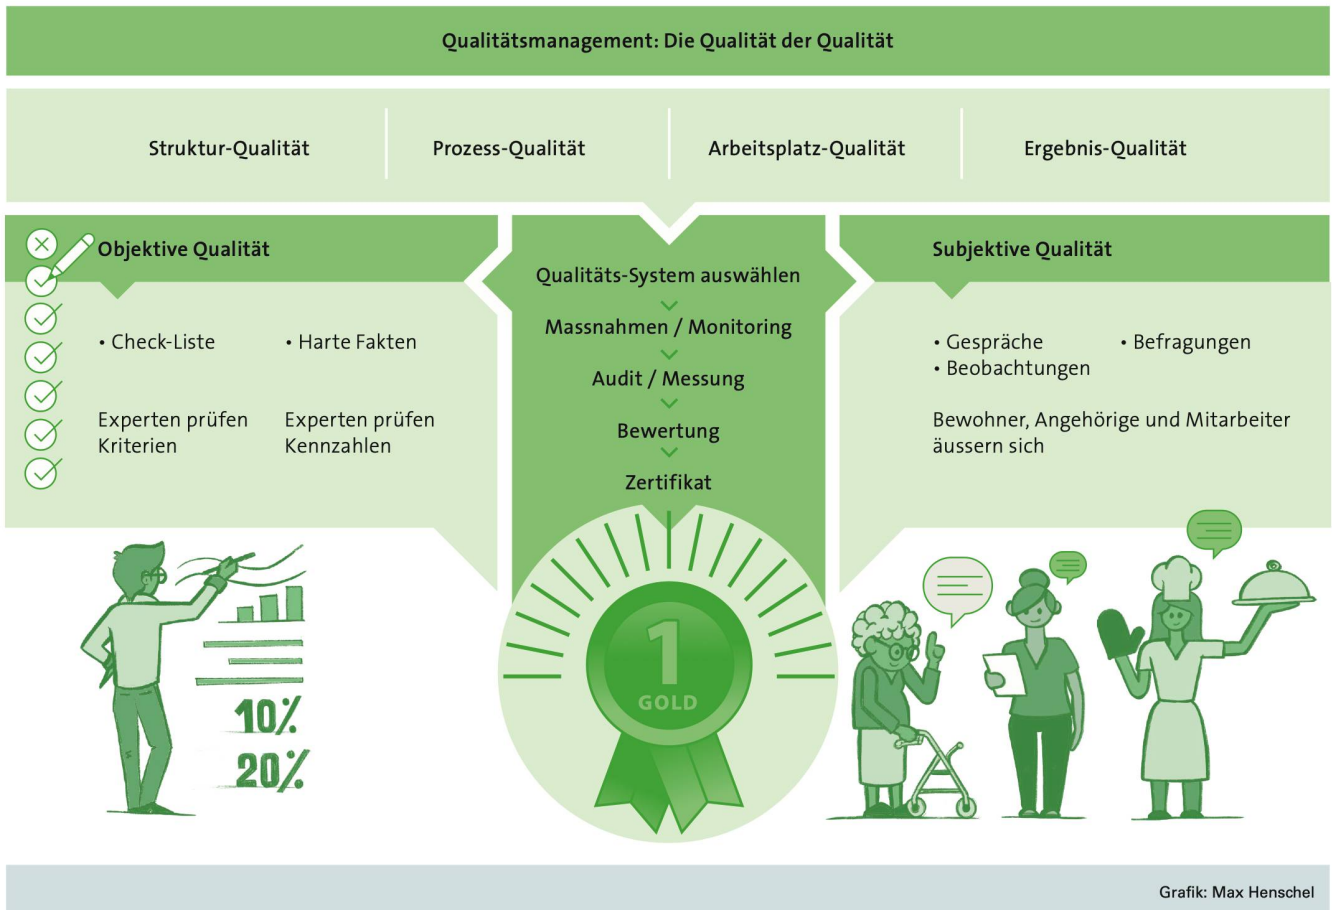 Qualitätsmanagement: Die Qualität der Qualität
Struktur-Qualität
Prozess-Qualität
Arbeitsplatz-Qualität
Ergebnis-Qualität
Objektive Qualität
• Check-Liste
• Harte Fakten
Experten prüfen
Kriterien
Experten prüfen
Kennzahlen
10%
20%
Qualitäts-System auswählen
Massnahmen / Monitoring
Audit / Messung
Bewertung
Zertifikat
1
GOLD
Subjektive Qualität
• Gespräche
• Befragungen
• Beobachtungen
Bewohner, Angehörige und Mitarbeiter
äussern sich
Grafik: Max Henschel